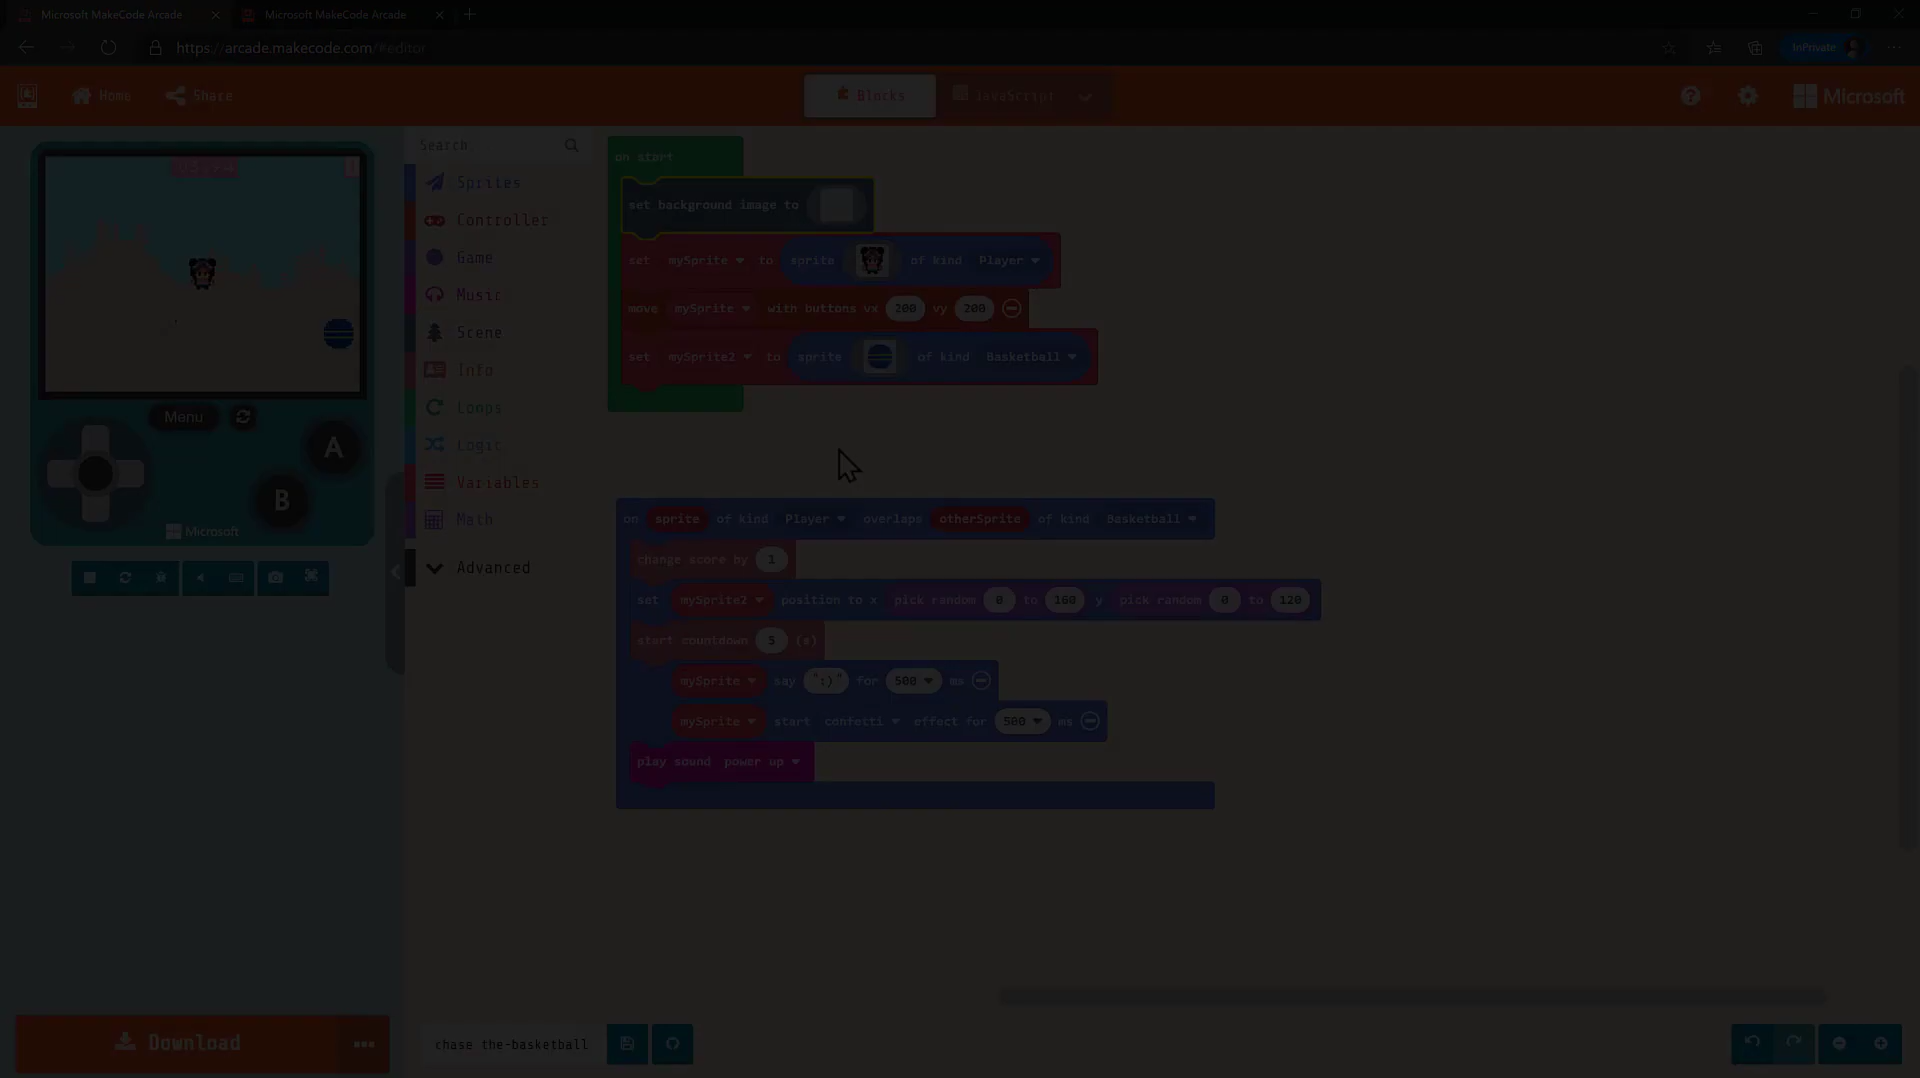 Microsoft MakeCode Arcade
Microsoft MakeCode Arcade
https://arcade.makecode.com/#editor
InPrivate
Home
Share
Blocks
JavaScript
Microsoft
Search
Sprites
Controller
Game
Music
Scene
Info
Loops
Logic
Variables
Math
Advanced
Menu
A
B
Microsoft
Download
on start
set background image to
set mySprite to sprite of kind Player
move mySprite with buttons vx 200 vy 200
set mySprite2 to sprite of kind Basketball
on sprite of kind Player overlaps otherSprite of kind Basketball
change score by 1
set mySprite2 position to x pick random 0 to 160 y pick random 0 to 120
start countdown 5 (s)
mySprite say ":)" for 500 ms
mySprite start confetti effect for 500 ms
play sound power up
chase the-basketball